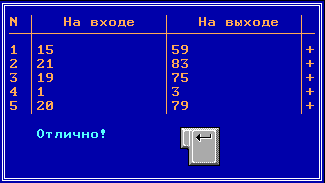 N На входе На выходе
1 15 59 +
2 21 83 +
3 19 75 +
4 1 3 +
5 20 79 +
Отлично!